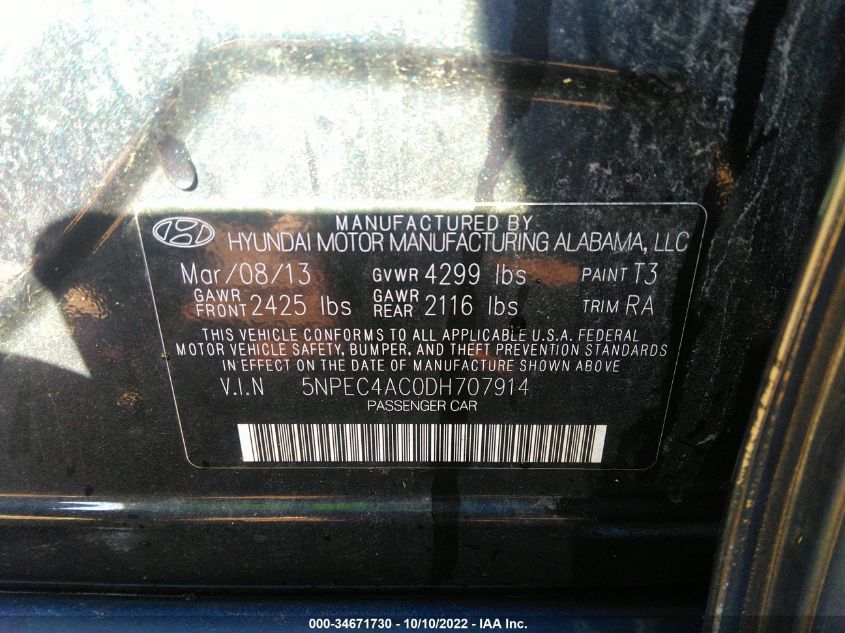 MANUFACTURED BY
HYUNDAI MOTOR MANUFACTURING ALABAMA, LLC
Mar/08/13 GVWR 4299 lbs PAINT T3
GAWR FRONT 2425 lbs GAWR REAR 2116 lbs TRIM RA
THIS VEHICLE CONFORMS TO ALL APPLICABLE U.S.A. FEDERAL
MOTOR VEHICLE SAFETY, BUMPER, AND THEFT PREVENTION STANDARDS
IN EFFECT ON THE DATE OF MANUFACTURE SHOWN ABOVE
V.I.N 5NPEC4AC0DH707914
PASSENGER CAR
000-34671730 - 10/10/2022 - IAA Inc.